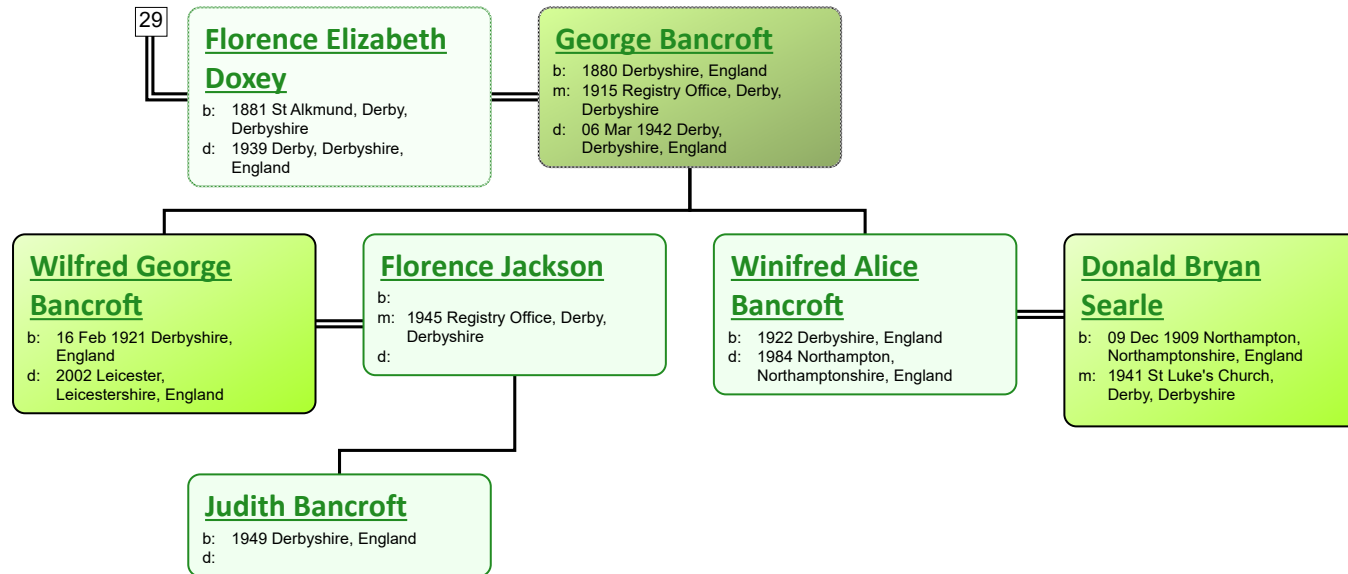 29
Florence Elizabeth
Doxey
b: 1881 St Alkmund, Derby,
Derbyshire
d: 1939 Derby, Derbyshire,
England
George Bancroft
b: 1880 Derbyshire, England
m: 1915 Registry Office, Derby,
Derbyshire
d: 06 Mar 1942 Derby,
Derbyshire, England
Wilfred George
Bancroft
b: 16 Feb 1921 Derbyshire,
England
d: 2002 Leicester,
Leicestershire, England
Florence Jackson
b:
m: 1945 Registry Office, Derby,
Derbyshire
d:
Winifred Alice
Bancroft
b: 1922 Derbyshire, England
d: 1984 Northampton,
Northamptonshire, England
Donald Bryan
Searle
b: 09 Dec 1909 Northampton,
Northamptonshire, England
m: 1941 St Luke's Church,
Derby, Derbyshire
Judith Bancroft
b: 1949 Derbyshire, England
d: